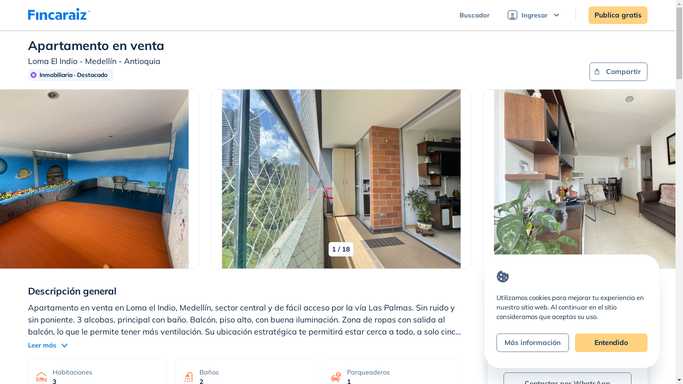 Fincaraiz
Buscador
Ingresar
Publica gratis
Apartamento en venta
Loma El Indio - Medellín - Antioquia
Inmobiliaria · Destacado
Compartir
1 / 18
Descripción general
Apartamento en venta en Loma el Indio, Medellín, sector central y de fácil acceso por la vía Las Palmas. Sin ruido y
sin poniente. 3 alcobas, principal con baño. Balcón, piso alto, con buena iluminación. Zona de ropas con salida al
balcón, lo que le permite tener más ventilación. Su ubicación estratégica te permitirá estar cerca a todo, a solo cinc...
Leer más
Habitaciones
3
Baños
2
Parqueaderos
1
Utilizamos cookies para mejorar tu experiencia en
nuestro sitio web. Al continuar en el sitio
consideramos que aceptas su uso.
Más información
Entendido
Contactar por WhatsApp